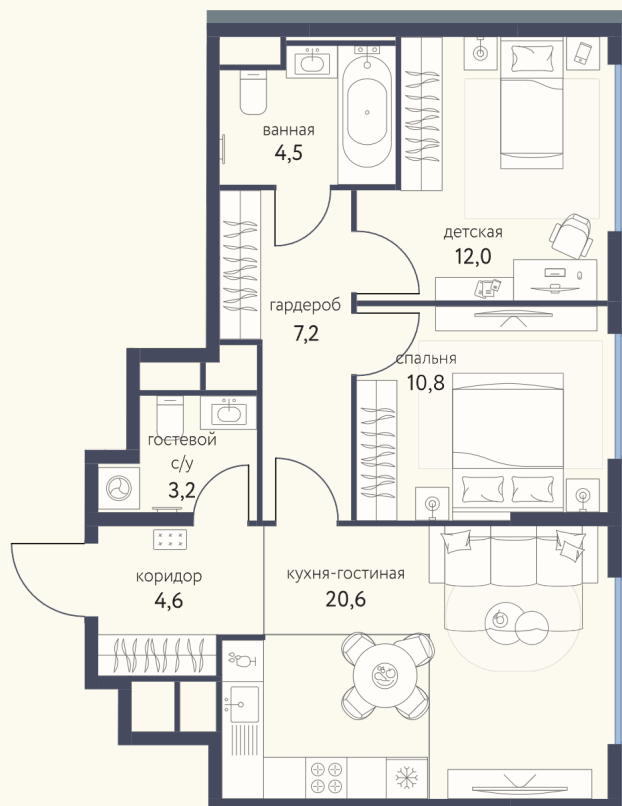 ванная
4,5
детская
12,0
гардероб
7,2
спальня
10,8
гостевой
с/у
3,2
коридор
4,6
кухня-гостиная
20,6